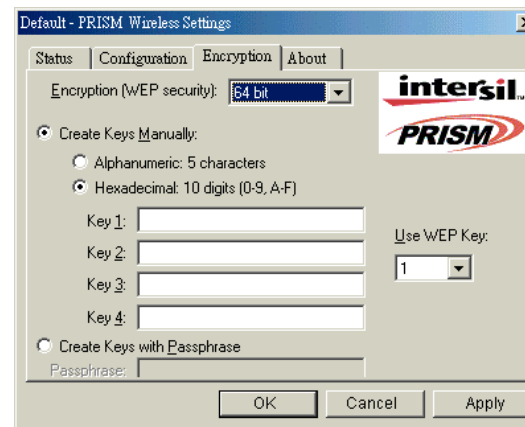 Default - PRISM Wireless Settings
Status Configuration Encryption About
Encryption (WEP security): 64 bit
intersil™
PRISM
Create Keys Manually:
Alphanumeric: 5 characters
Hexadecimal: 10 digits (0-9, A-F)
Key 1:
Key 2:
Key 3:
Key 4:
Use WEP Key:
1
Create Keys with Passphrase
Passphrase:
OK Cancel Apply